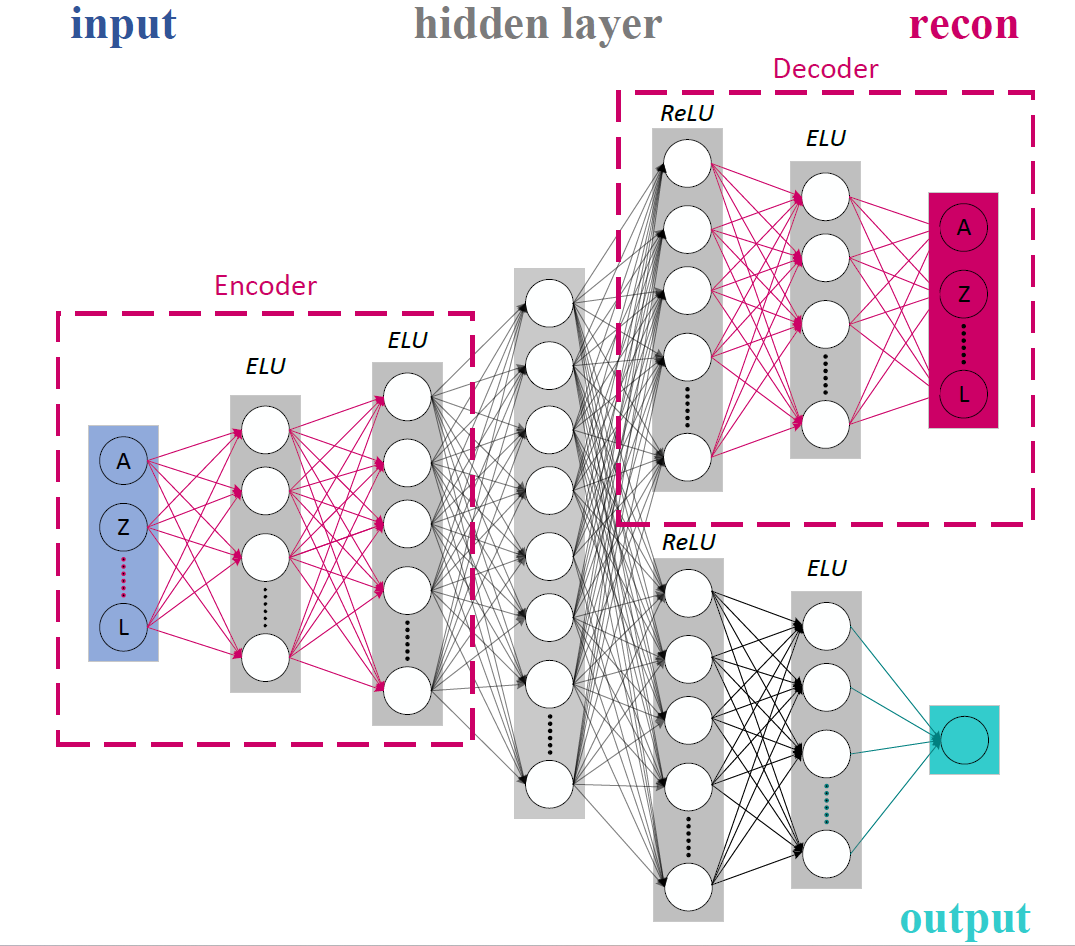 input
hidden layer
recon
Decoder
ReLU
ELU
A
Z
L
Encoder
ELU
ELU
A
Z
L
ReLU
ELU
output